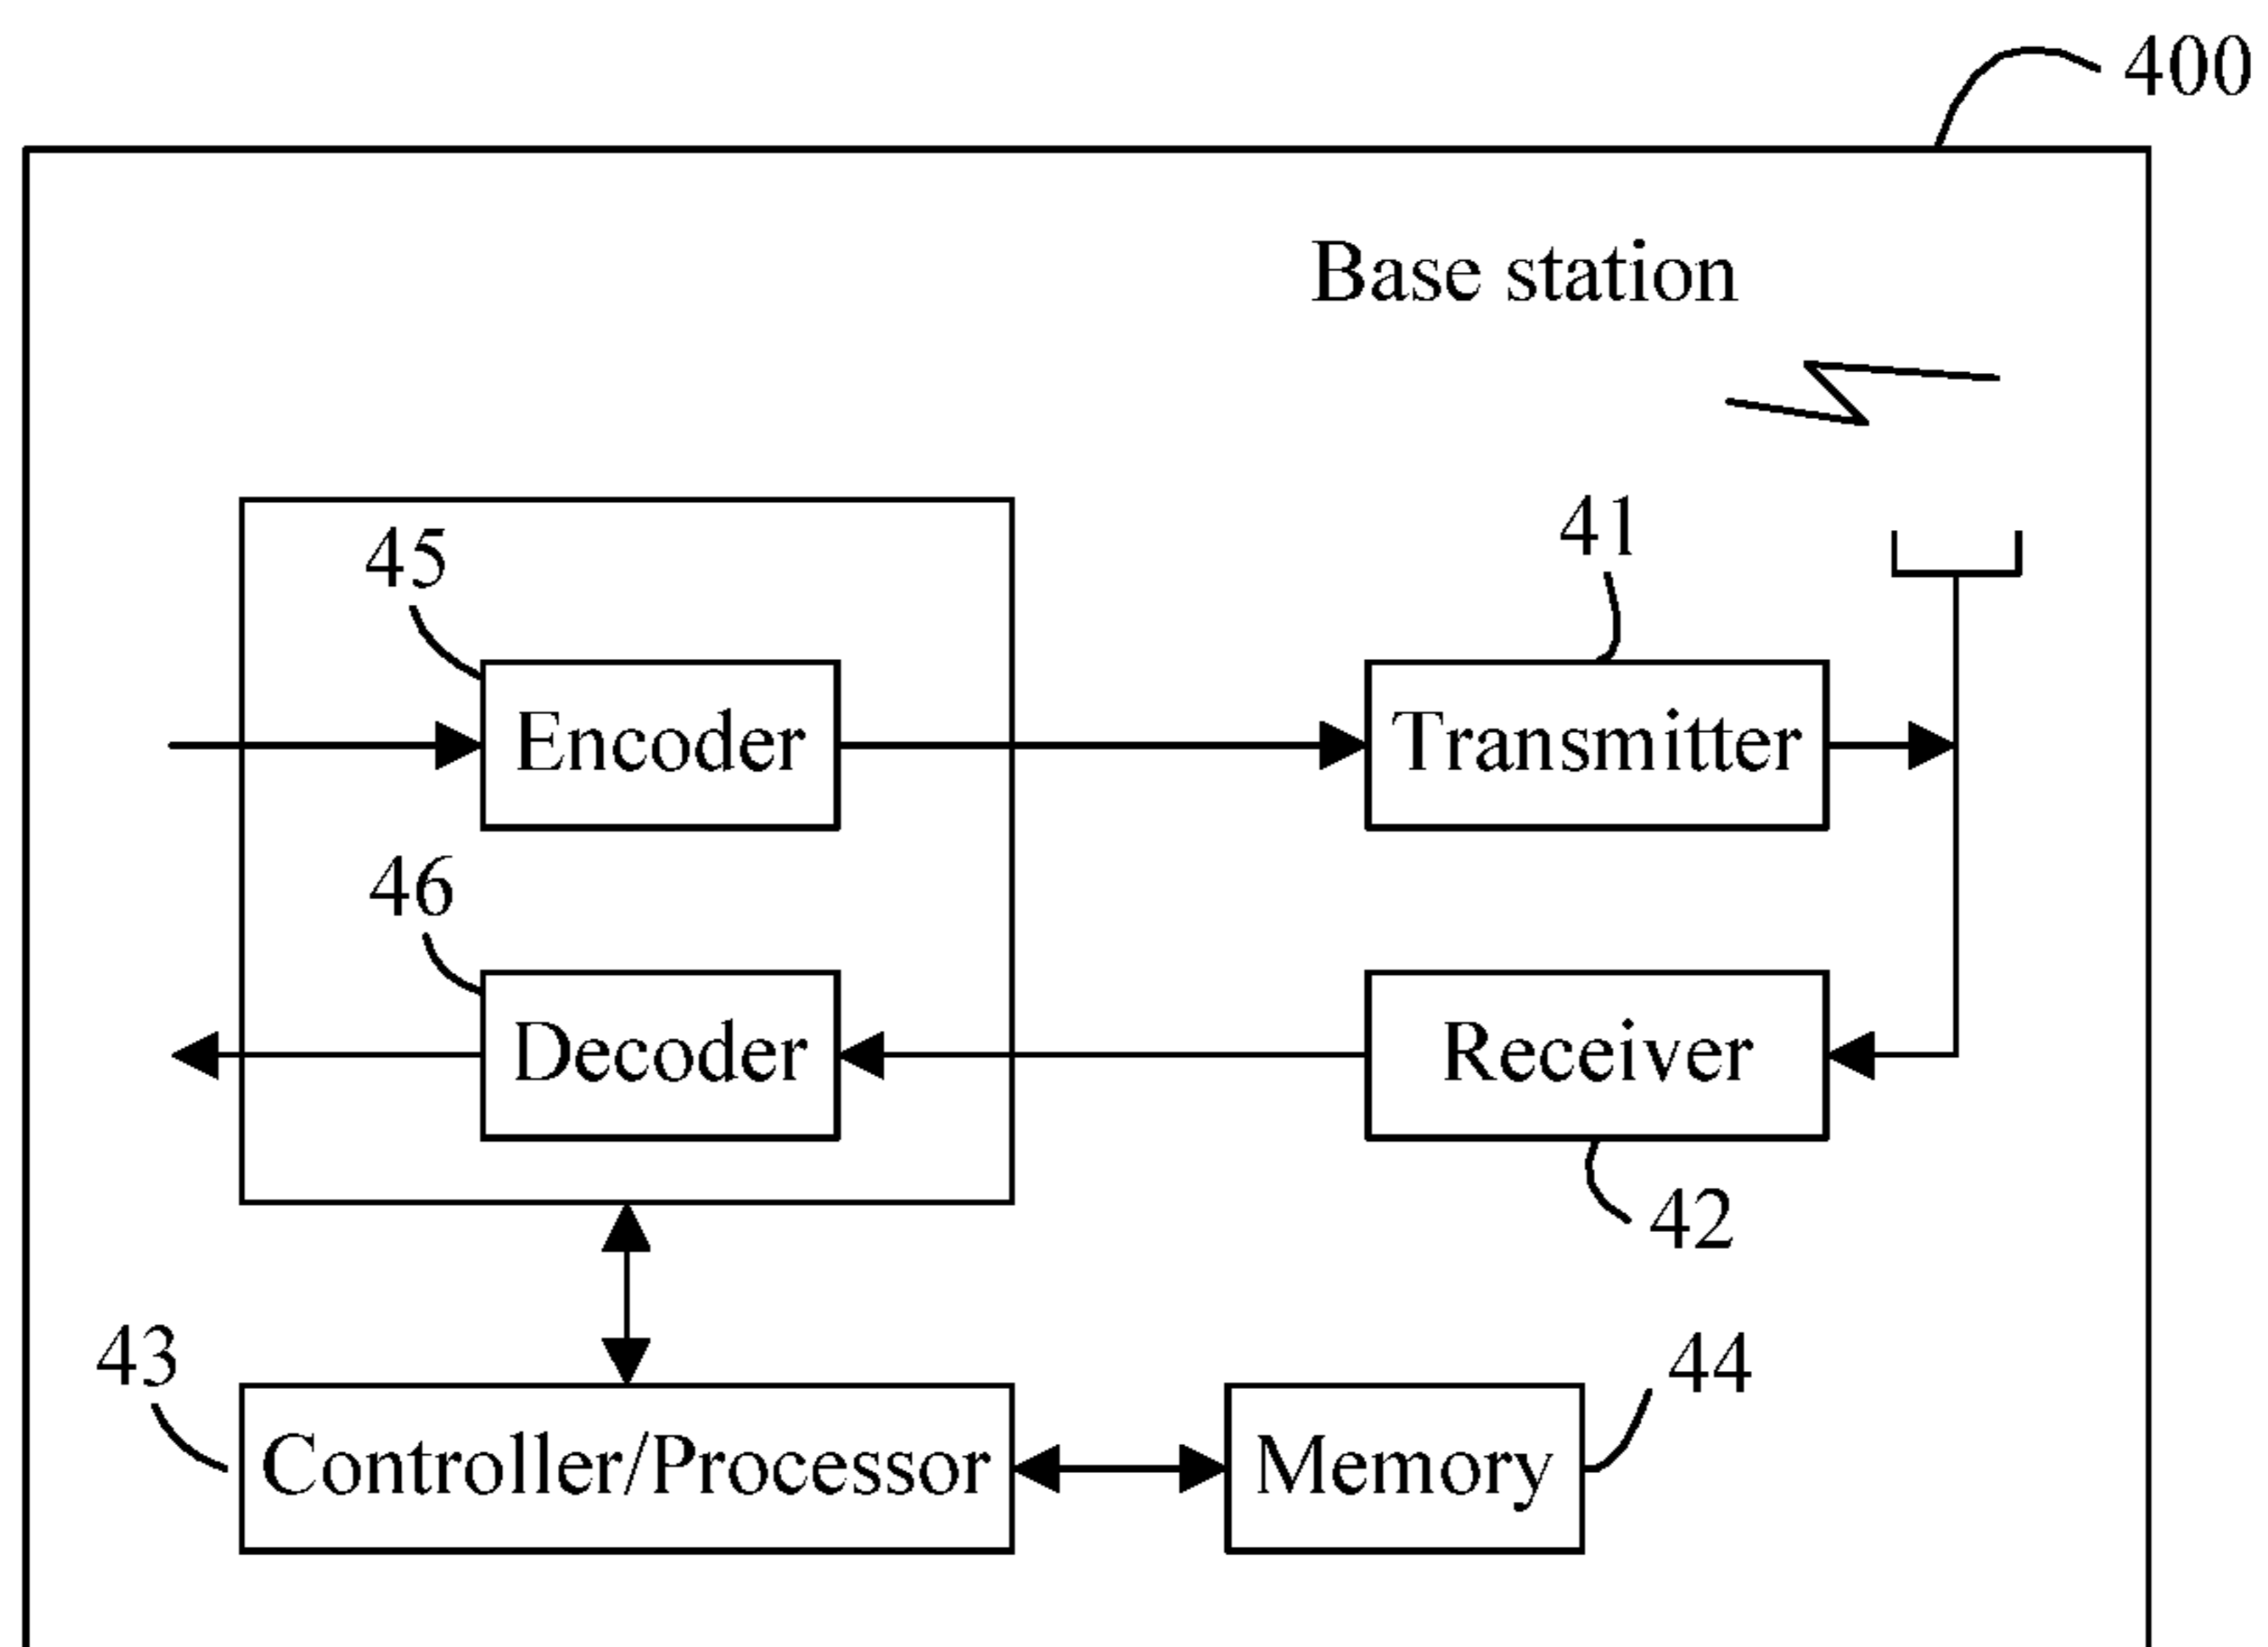 400
Base station
45
41
Encoder
Transmitter
46
Decoder
Receiver
42
43
44
Controller/Processor
Memory